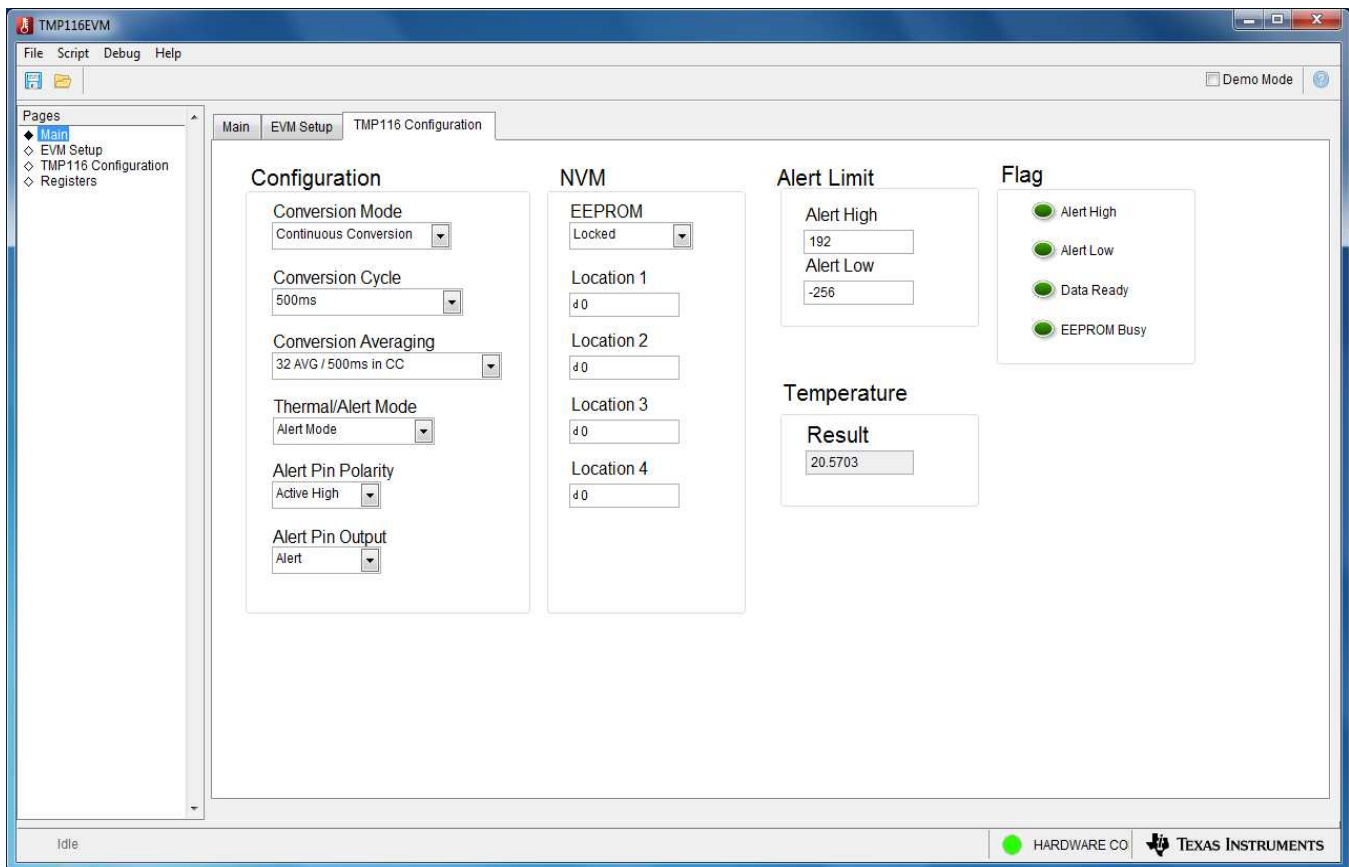 TMP116EVM
File Script Debug Help
Demo Mode
Pages
Main
EVM Setup
TMP116 Configuration
Registers
Main EVM Setup TMP116 Configuration
Configuration
Conversion Mode
Continuous Conversion
Conversion Cycle
500ms
Conversion Averaging
32 AVG / 500ms in CC
Thermal/Alert Mode
Alert Mode
Alert Pin Polarity
Active High
Alert Pin Output
Alert
NVM
EEPROM
Locked
Location 1
d 0
Location 2
d 0
Location 3
d 0
Location 4
d 0
Alert Limit
Alert High
192
Alert Low
-256
Temperature
Result
20.5703
Flag
Alert High
Alert Low
Data Ready
EEPROM Busy
Idle
HARDWARE CO
TEXAS INSTRUMENTS